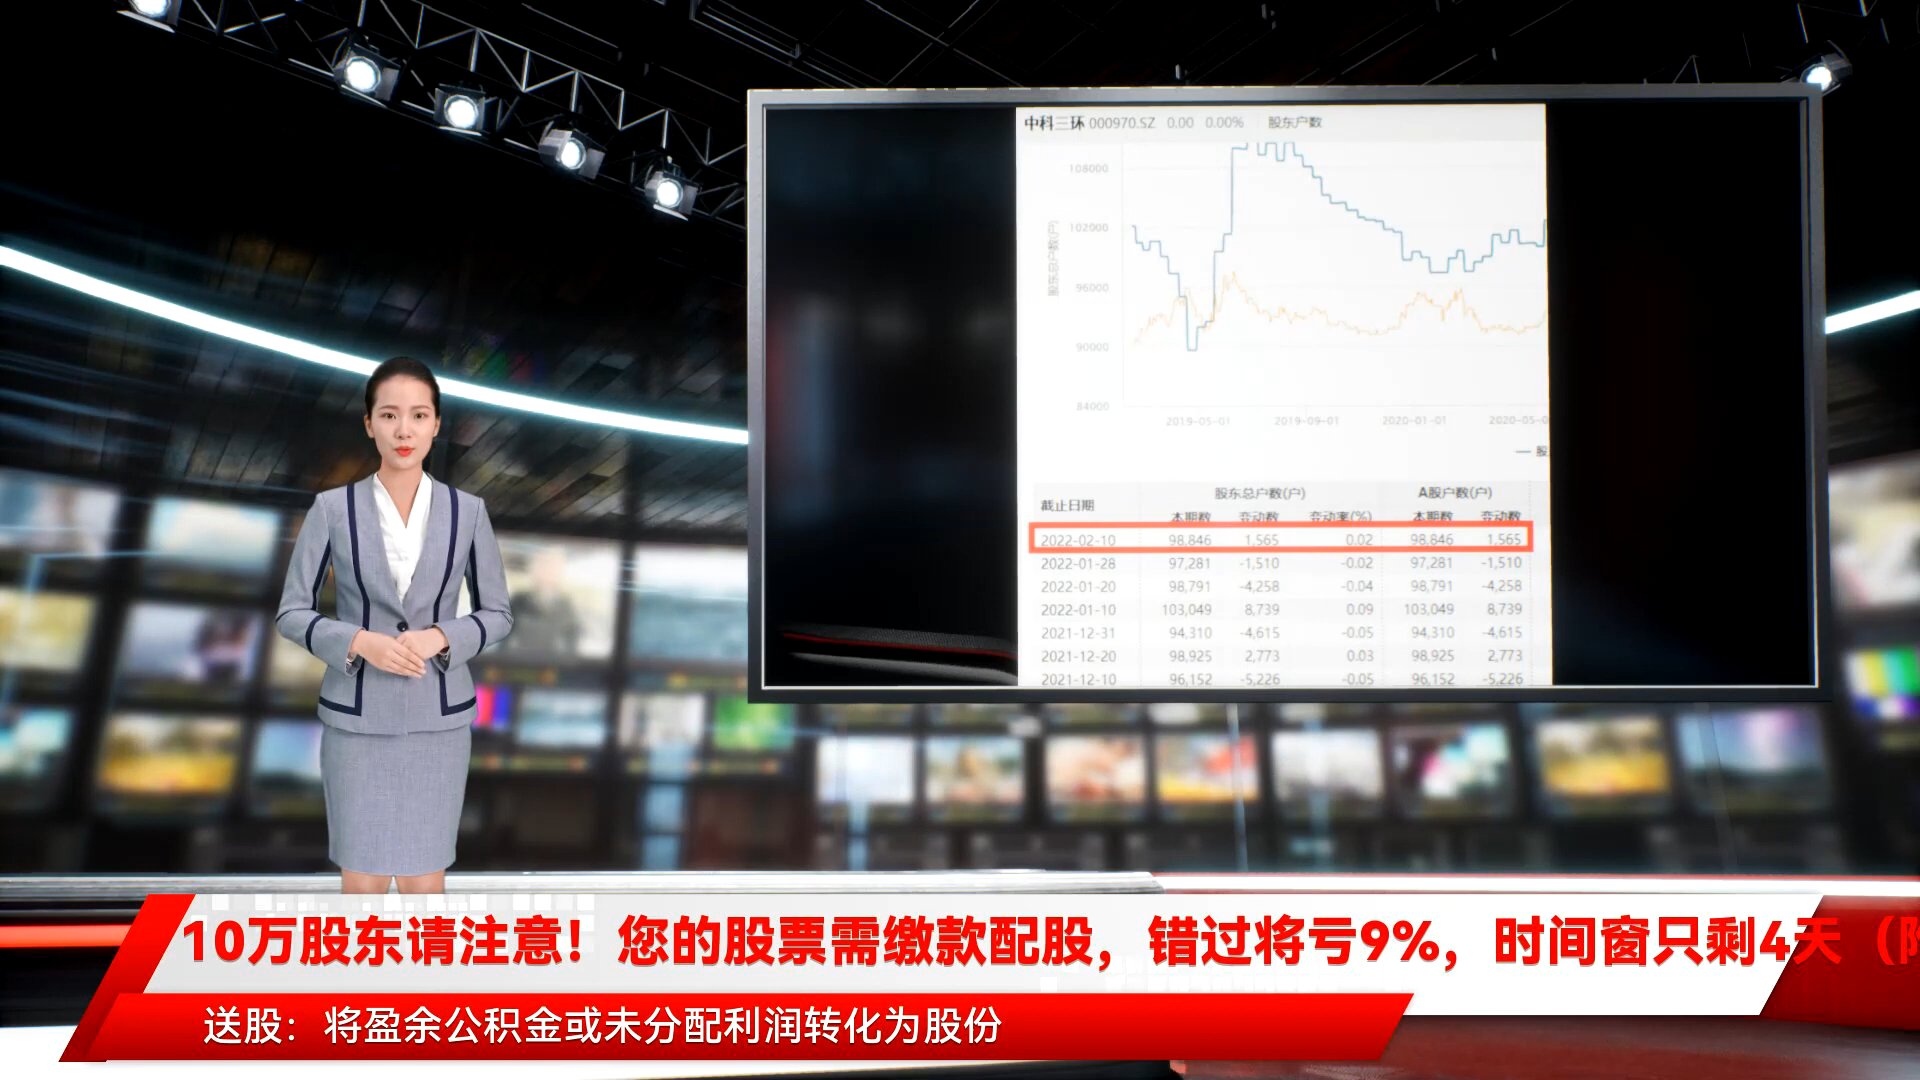 中科三环 000970.SZ 0.00 0.00% 股东户数
108000
102000
96000
90000
84000
股东总户数(户)
2019-05-01 2019-09-01 2020-01-01 2020-05-0
股
截止日期 股东总户数(户) A股户数(户)
本期数 变动数 变动率(%) 本期数 变动数
2022-02-10 98,846 1,565 0.02 98,846 1,565
2022-01-28 97,281 -1,510 -0.02 97,281 -1,510
2022-01-20 98,791 -4,258 -0.04 98,791 -4,258
2022-01-10 103,049 8,739 0.09 103,049 8,739
2021-12-31 94,310 -4,615 -0.05 94,310 -4,615
2021-12-20 98,925 2,773 0.03 98,925 2,773
2021-12-10 96,152 -5,226 -0.05 96,152 -5,226
10万股东请注意！您的股票需缴款配股，错过将亏9%，时间窗只剩4天（
送股：将盈余公积金或未分配利润转化为股份